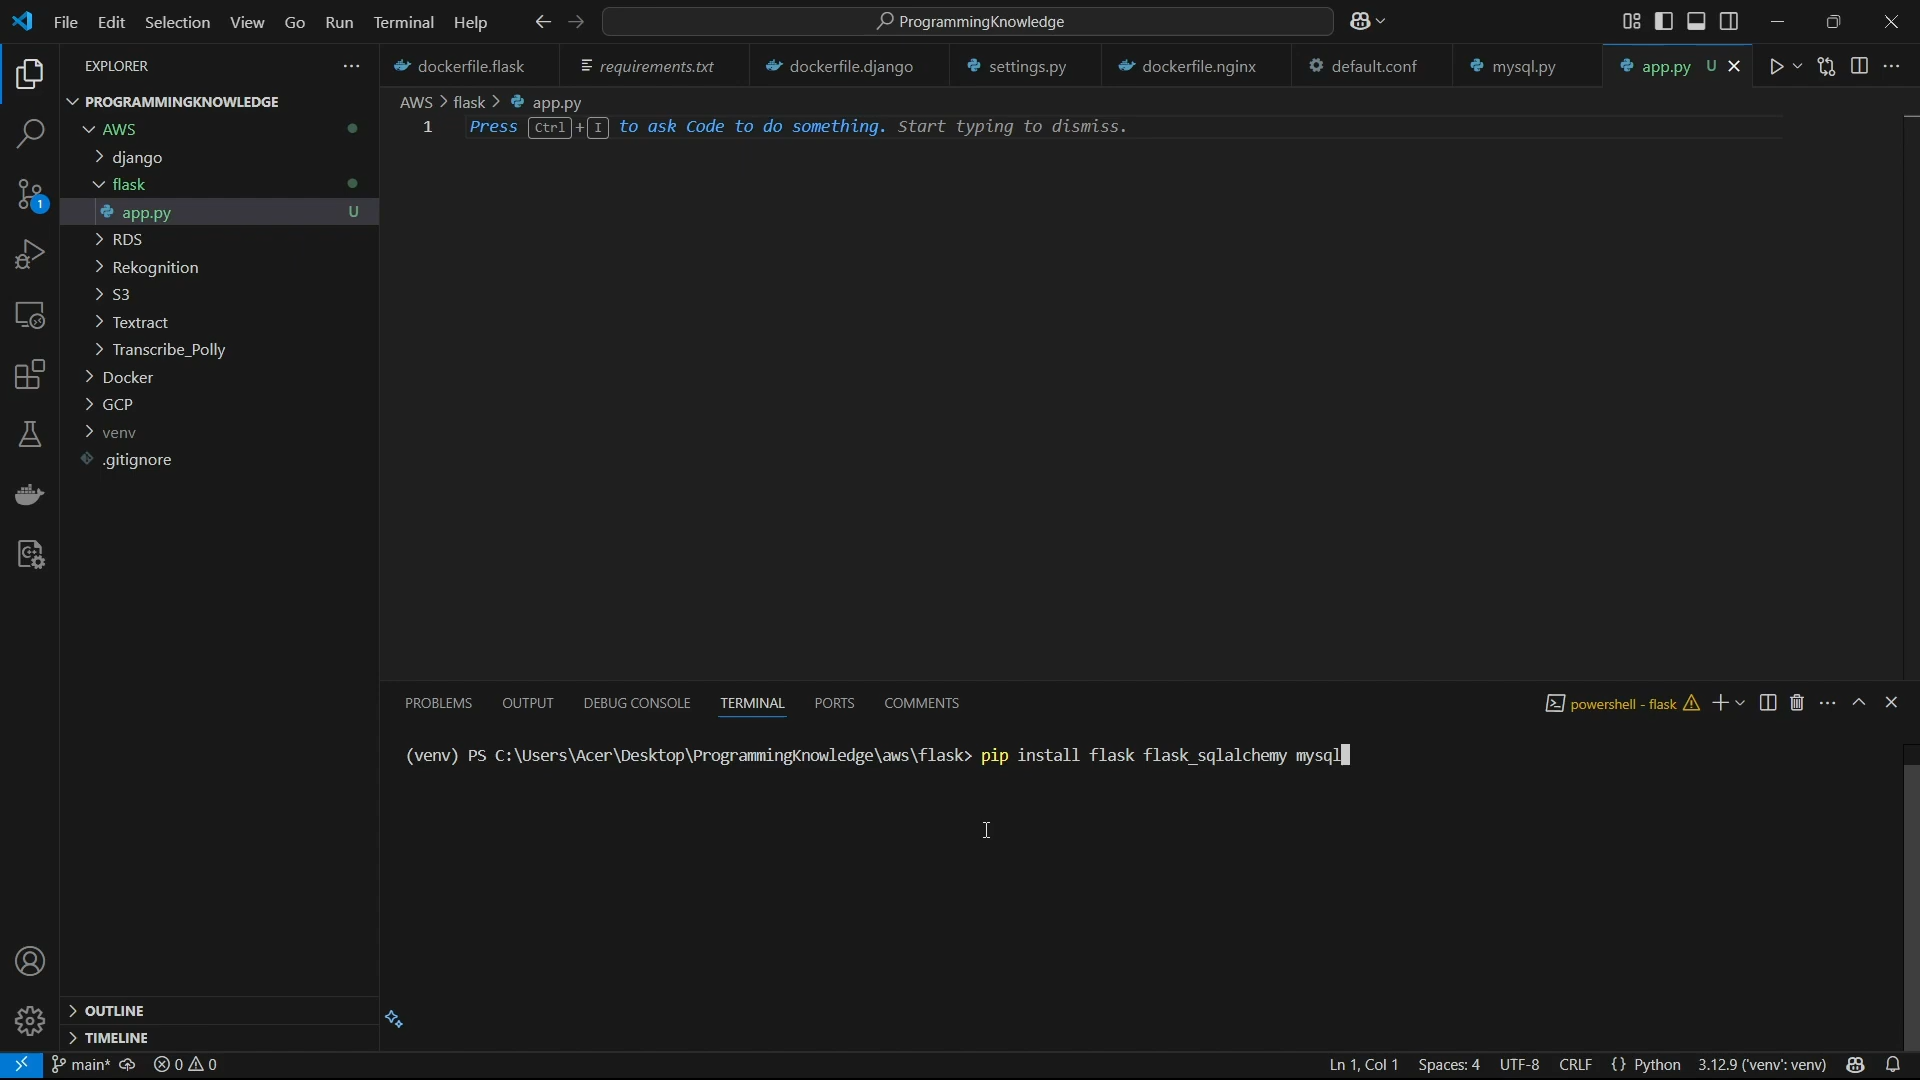 File Edit Selection View Go Run Terminal Help ProgrammingKnowledge
EXPLORER
dockerfile.flask requirements.txt dockerfile.django settings.py dockerfile.nginx default.conf mysql.py app.py U
PROGRAMMINGKNOWLEDGE
AWS > flask > app.py
AWS
1 Press Ctrl+I to ask Code to do something. Start typing to dismiss.
django
flask
app.py U
RDS
Rekognition
S3
Textract
Transcribe_Polly
Docker
GCP
venv
.gitignore
1
PROBLEMS OUTPUT DEBUG CONSOLE TERMINAL PORTS COMMENTS powershell - flask
(venv) PS C:\Users\Acer\Desktop\ProgrammingKnowledge\aws\flask> pip install flask flask_sqlalchemy mysql
OUTLINE
TIMELINE
main* 0 0 Ln 1, Col 1 Spaces: 4 UTF-8 CRLF {} Python 3.12.9 ('venv': venv)